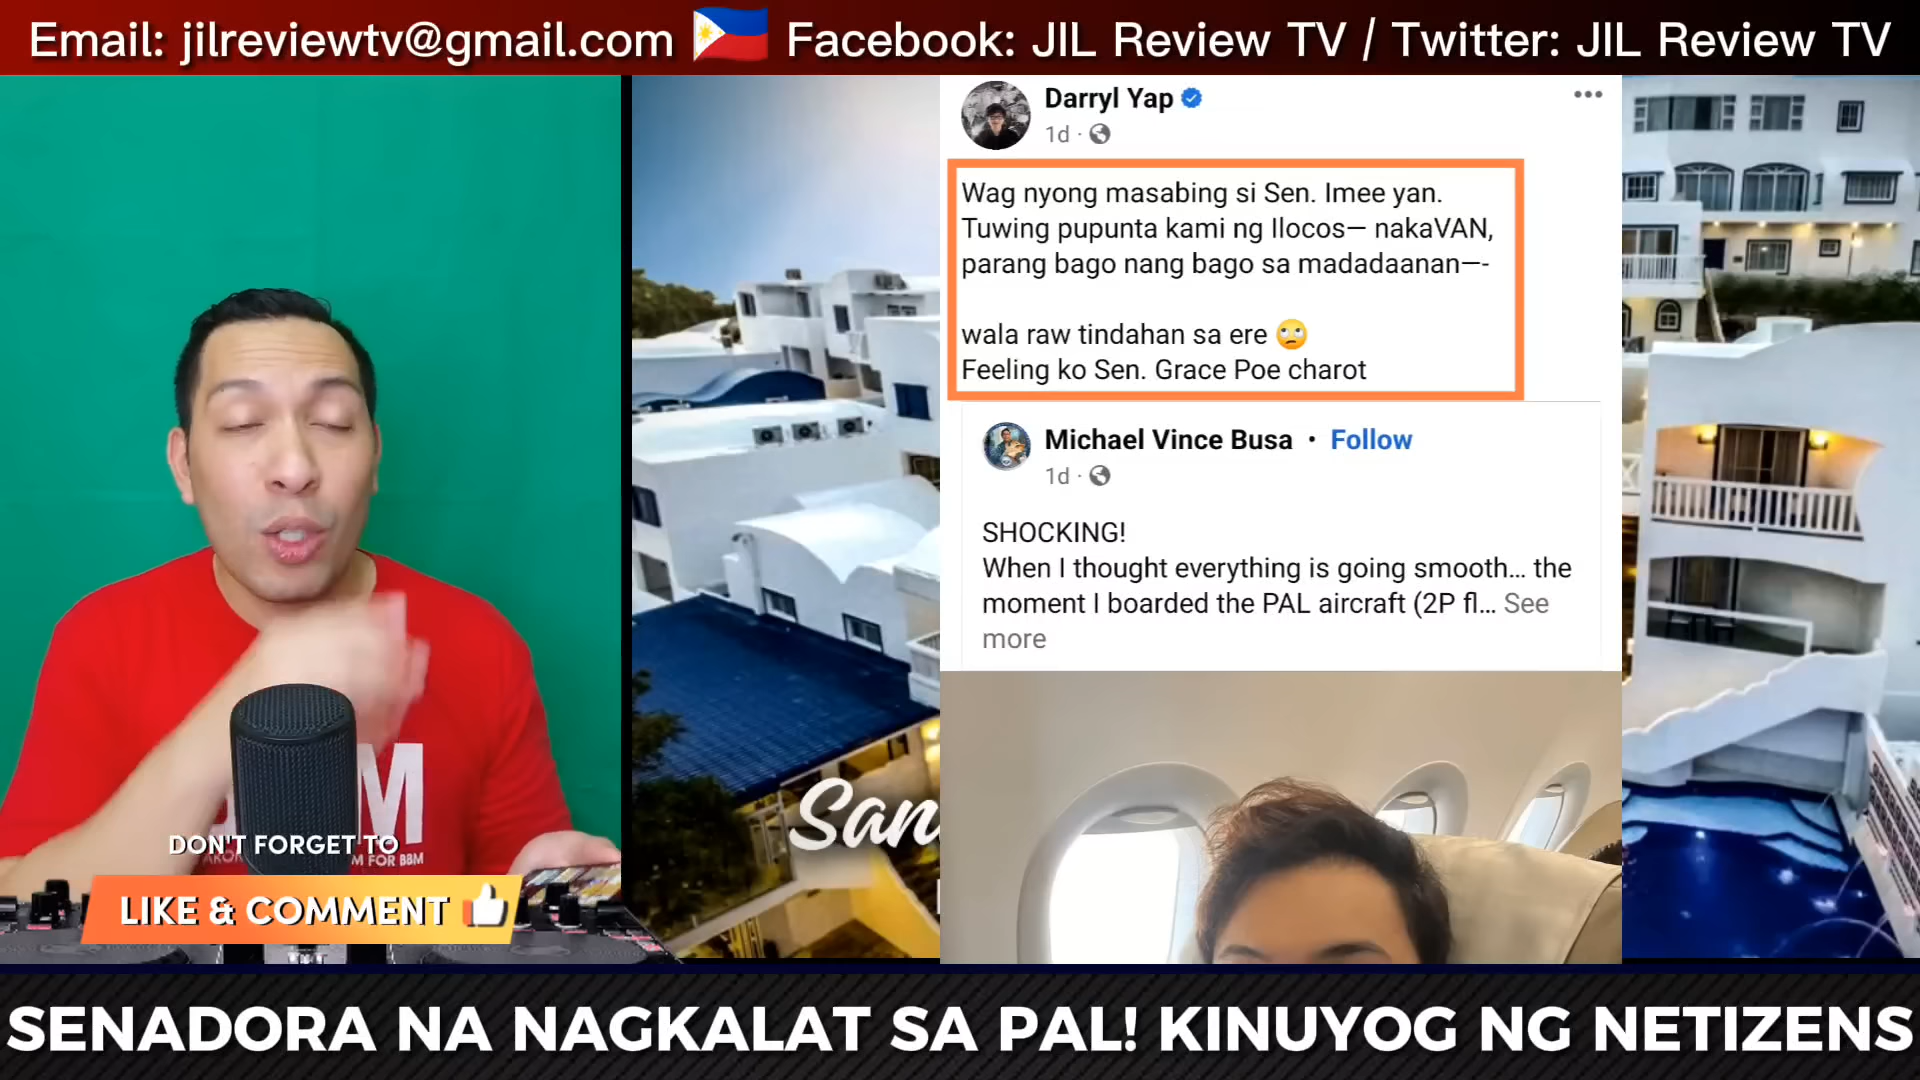 Email: jilreviewtv@gmail.com 🇵🇭 Facebook: JIL Review TV / Twitter: JIL Review TV
Darryl Yap
1d ·
Wag nyong masabing si Sen. Imee yan.
Tuwing pupunta kami ng Ilocos— nakaVAN,
parang bago nang bago sa madadaanan—-
wala raw tindahan sa ere 🙄
Feeling ko Sen. Grace Poe charot
Michael Vince Busa · Follow
1d ·
SHOCKING!
When I thought everything is going smooth... the
moment I boarded the PAL aircraft (2P fl... See
more
San
M
M FOR BBM
DON'T FORGET TO
LIKE & COMMENT
SENADORA NA NAGKALAT SA PAL! KINUYOG NG NETIZENS